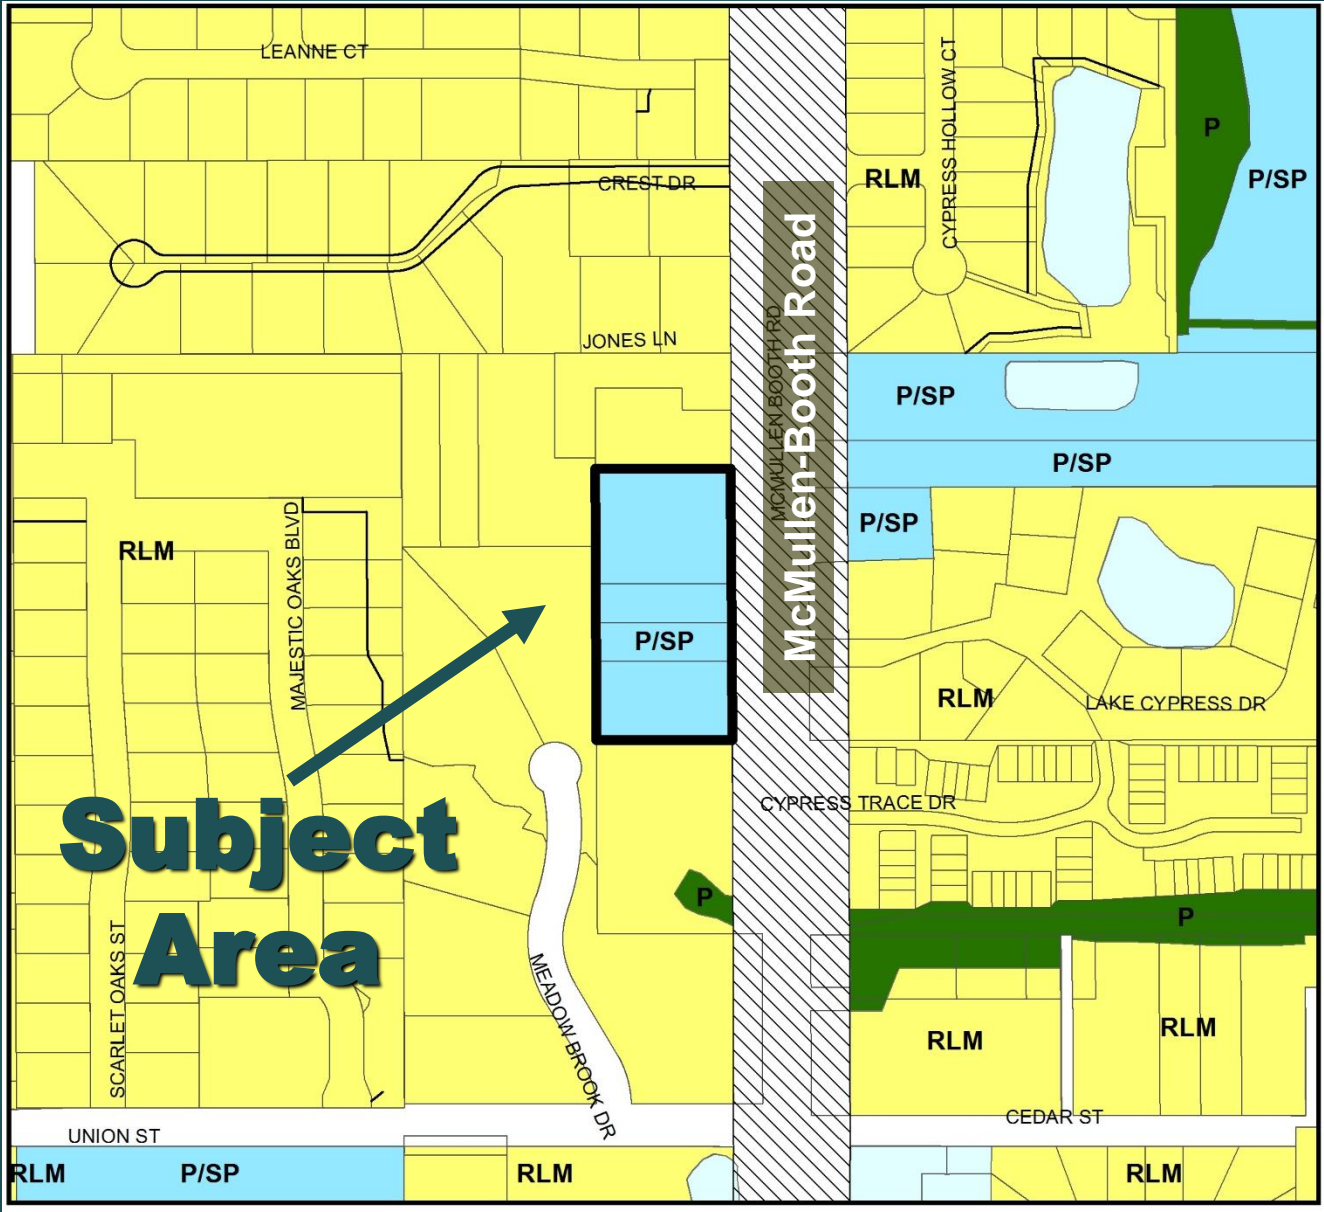 LEANNE CT
CYPRESS HOLLOW CT
P
RLM
P/SP
CREST DR
McMullen-Booth Road
MCMULLEN BOOTH RD
JONES LN
P/SP
P/SP
P/SP
RLM
MAJESTIC OAKS BLVD
P/SP
RLM
LAKE CYPRESS DR
CYPRESS TRACE DR
Subject
Area
P
P
SCARLET OAKS ST
MEADOW BROOK DR
RLM
RLM
CEDAR ST
UNION ST
RLM
P/SP
RLM
RLM